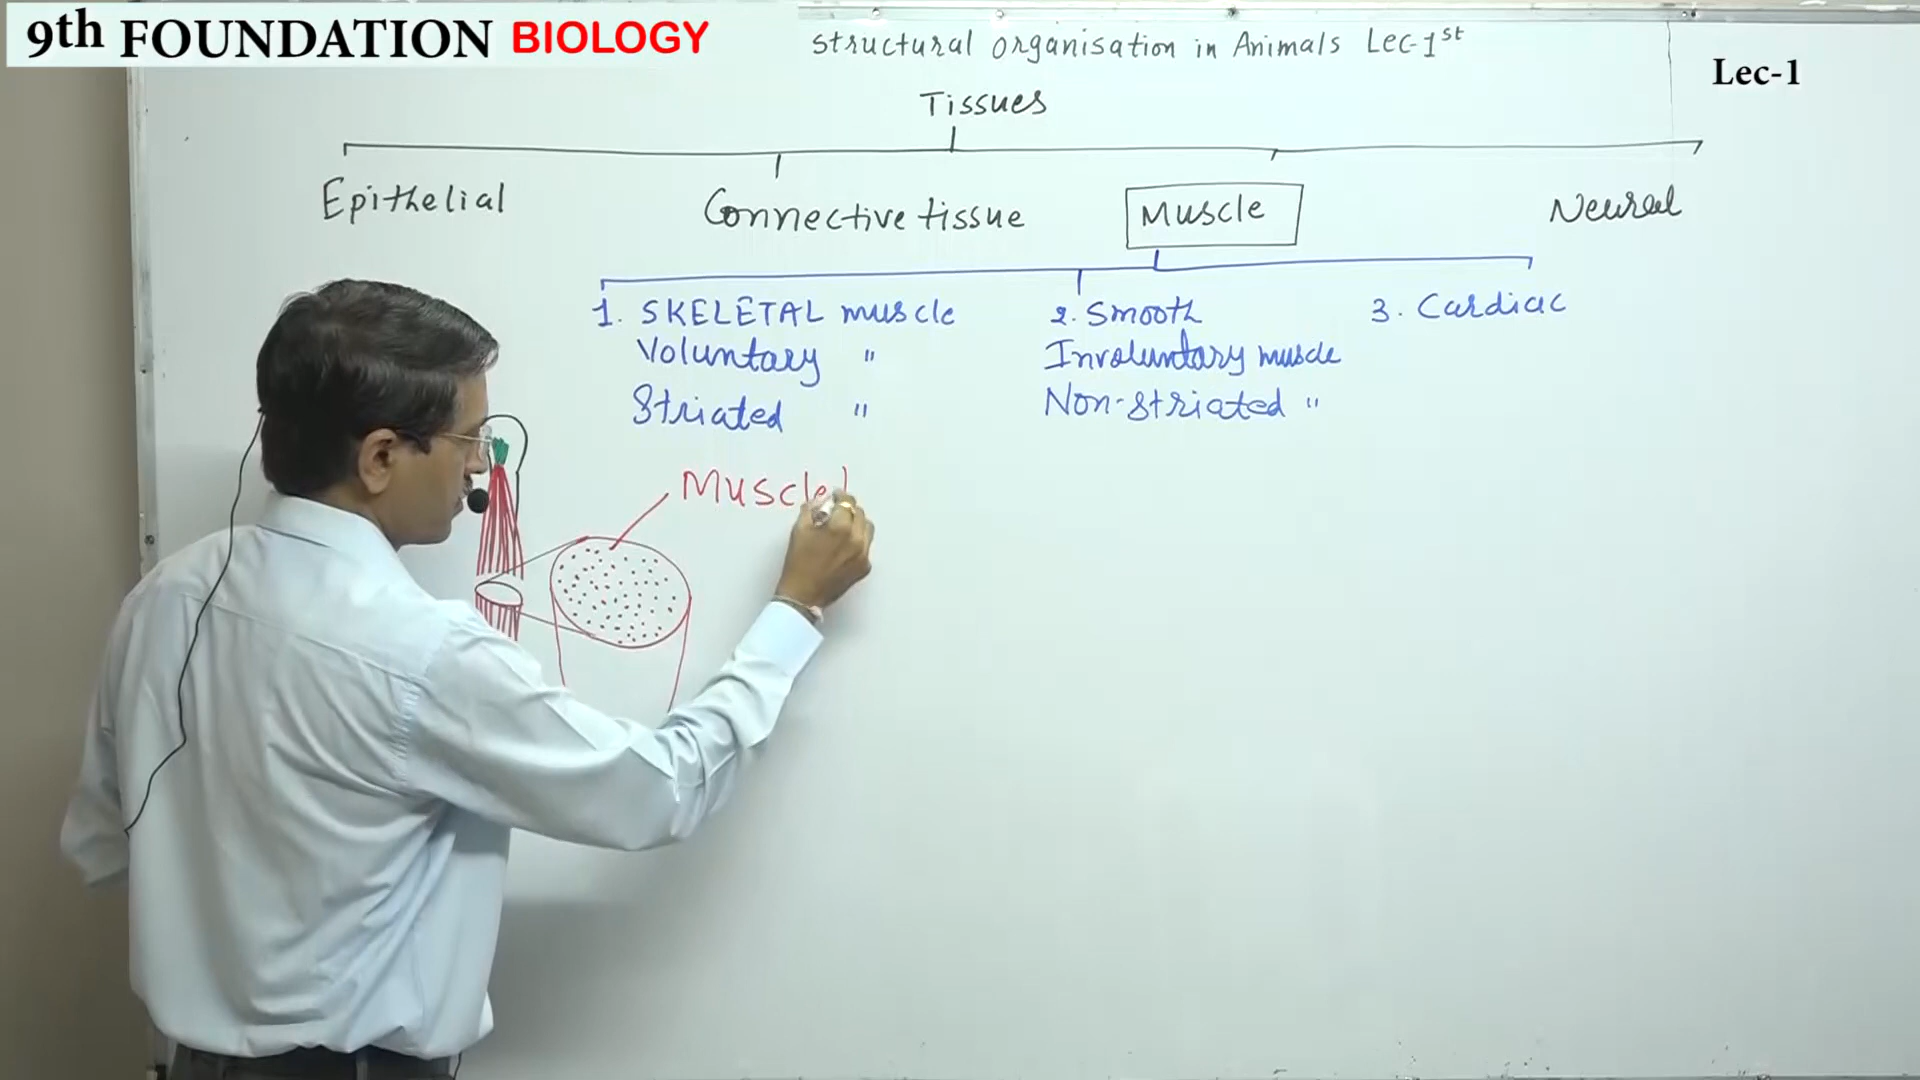 9th FOUNDATION BIOLOGY
Structural Organisation in Animals Lec-1st
Lec-1
Tissues
Epithelial
Connective tissue
Muscle
Neural
1. SKELETAL muscle
Voluntary "
Striated "
2. Smooth
Involuntary muscle
Non-Striated "
3. Cardiac
Muscle